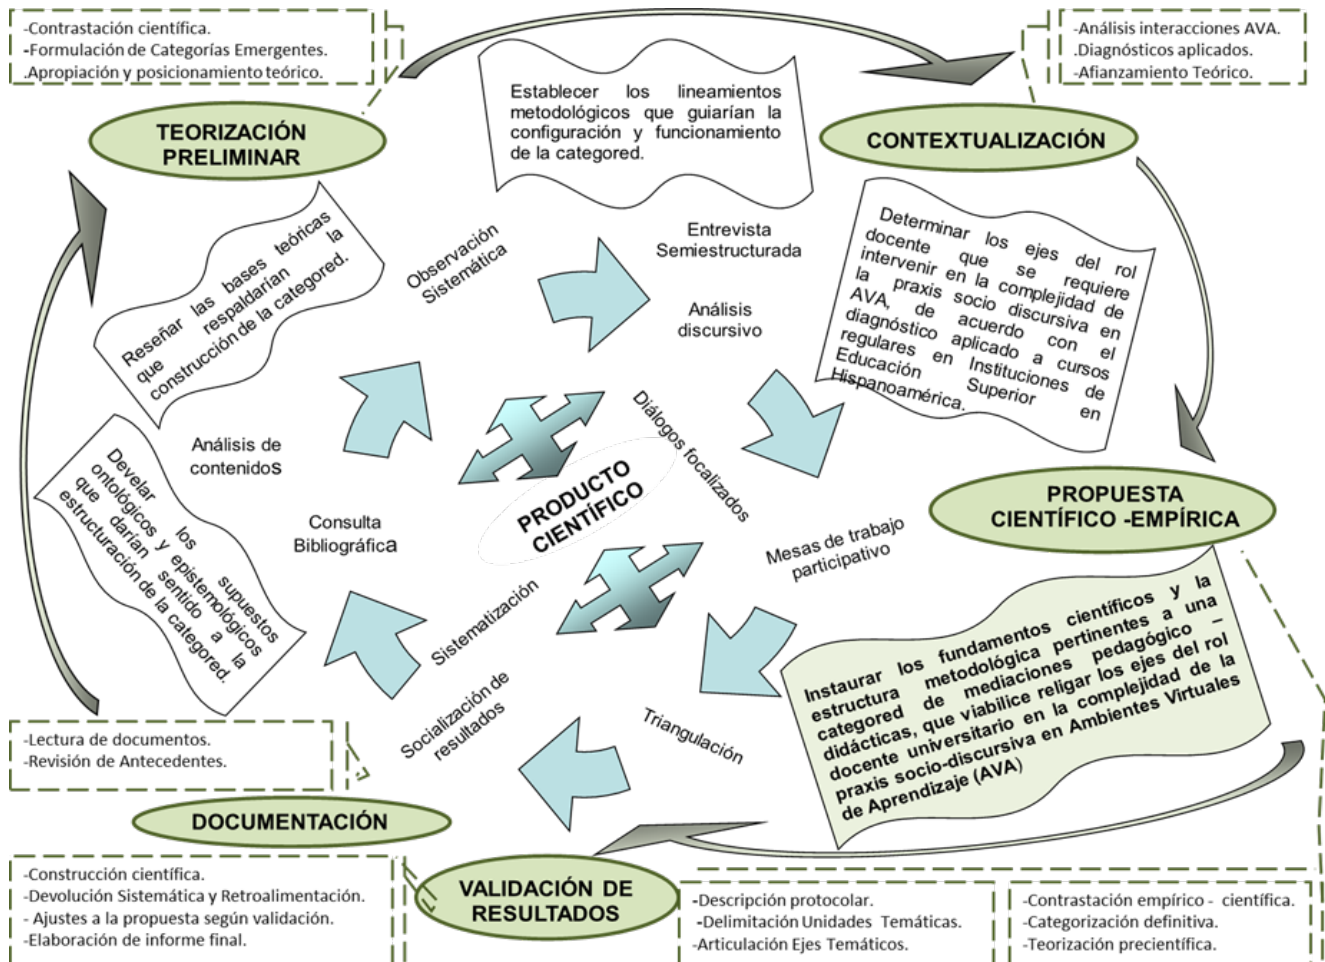 -Contrastación científica.
-Formulación de Categorías Emergentes.
.Apropiación y posicionamiento teórico.
-Análisis interacciones AVA.
.Diagnósticos aplicados.
-Afianzamiento Teórico.
TEORIZACIÓN
PRELIMINAR
Establecer los lineamientos
metodológicos que guiarían la
configuración y funcionamiento
de la categored.
CONTEXTUALIZACIÓN
Reseñar las bases teóricas
que respaldarían la
construcción de la categored.
Observación
Sistemática
Entrevista
Semiestructurada
Análisis
discursivo
Determinar los ejes del rol
docente que se requiere
intervenir en la complejidad de
la praxis socio discursiva en
AVA, de acuerdo con el
diagnóstico aplicado a cursos
regulares en Instituciones de
Educación Superior en
Hispanoamérica.
Análisis de
contenidos
Diálogos focalizados
Develar los supuestos
ontológicos y epistemológicos
que darían sentido a la
estructuración de la categored.
Consulta
Bibliográfica
PRODUCTO
CIENTÍFICO
Mesas de trabajo
participativo
PROPUESTA
CIENTÍFICO -EMPÍRICA
Sistematización
Socialización de
resultados
Triangulación
Instaurar los fundamentos científicos y la
estructura metodológica pertinentes a una
categored de mediaciones pedagógico –
didácticas, que viabilice religar los ejes del rol
docente universitario en la complejidad de la
praxis socio-discursiva en Ambientes Virtuales
de Aprendizaje (AVA)
-Lectura de documentos.
-Revisión de Antecedentes.
DOCUMENTACIÓN
-Construcción científica.
-Devolución Sistemática y Retroalimentación.
- Ajustes a la propuesta según validación.
-Elaboración de informe final.
VALIDACIÓN DE
RESULTADOS
-Descripción protocolar.
-Delimitación Unidades Temáticas.
-Articulación Ejes Temáticos.
-Contrastación empírico - científica.
-Categorización definitiva.
-Teorización precientífica.